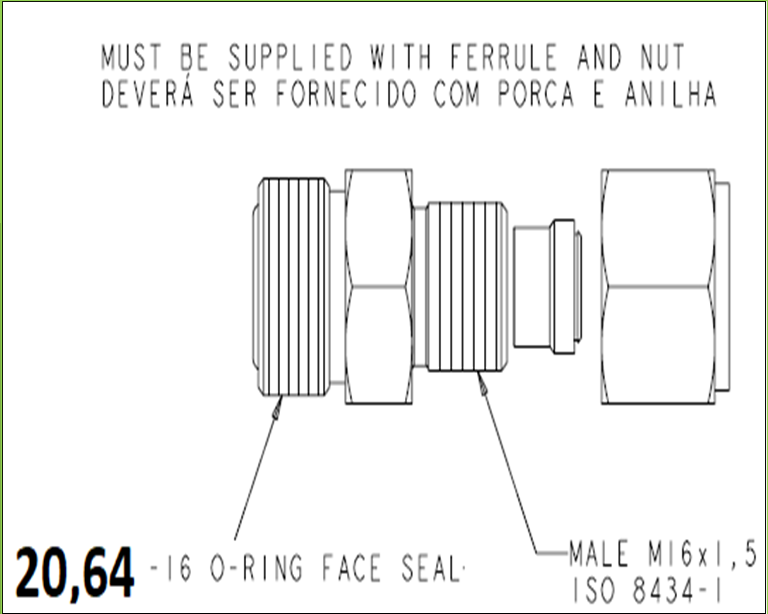 MUST BE SUPPLIED WITH FERRULE AND NUT
DEVERÁ SER FORNECIDO COM PORCA E ANILHA
20,64 -16 O-RING FACE SEAL
MALE M16x1,5
ISO 8434-1